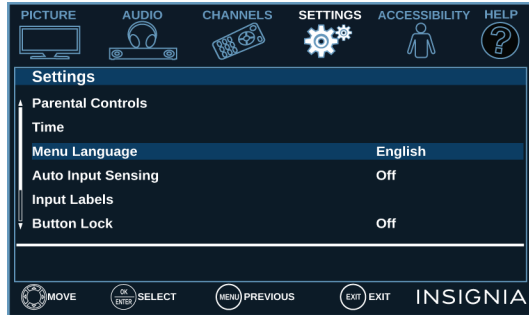 PICTURE AUDIO CHANNELS SETTINGS ACCESSIBILITY HELP
Settings
Parental Controls
Time
Menu Language English
Auto Input Sensing Off
Input Labels
Button Lock Off
MOVE OK ENTER SELECT MENU PREVIOUS EXIT EXIT INSIGNIA